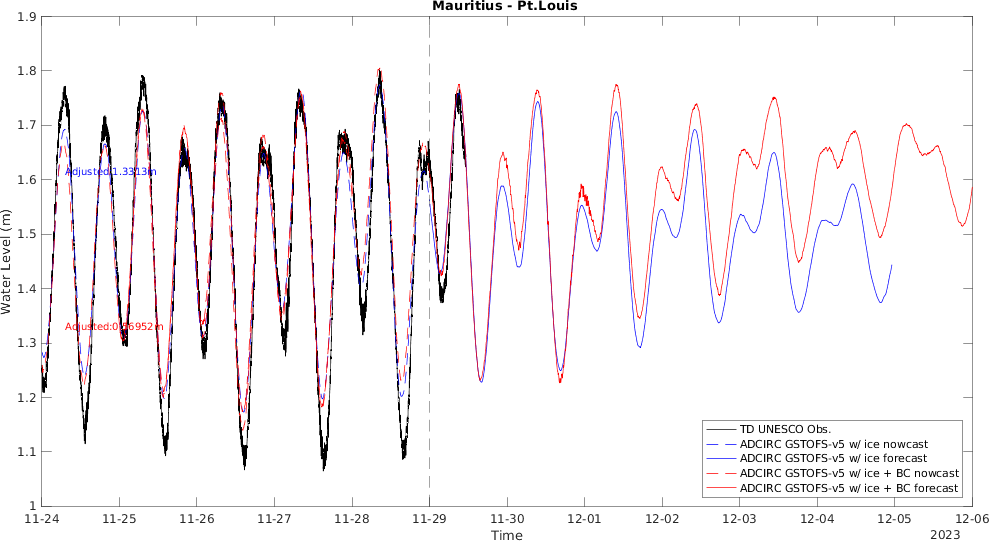 Mauritius - Pt.Louis
1.9
1.8
1.7
1.6
1.5
1.4
1.3
1.2
1.1
1
Water Level (m)
Adjusted:1.3313m
Adjusted:0.56952m
TD UNESCO Obs.
ADCIRC GSTOFS-v5 w/ ice nowcast
ADCIRC GSTOFS-v5 w/ ice forecast
ADCIRC GSTOFS-v5 w/ ice + BC nowcast
ADCIRC GSTOFS-v5 w/ ice + BC forecast
11-24 11-25 11-26 11-27 11-28 11-29 11-30 12-01 12-02 12-03 12-04 12-05 12-06
Time
2023